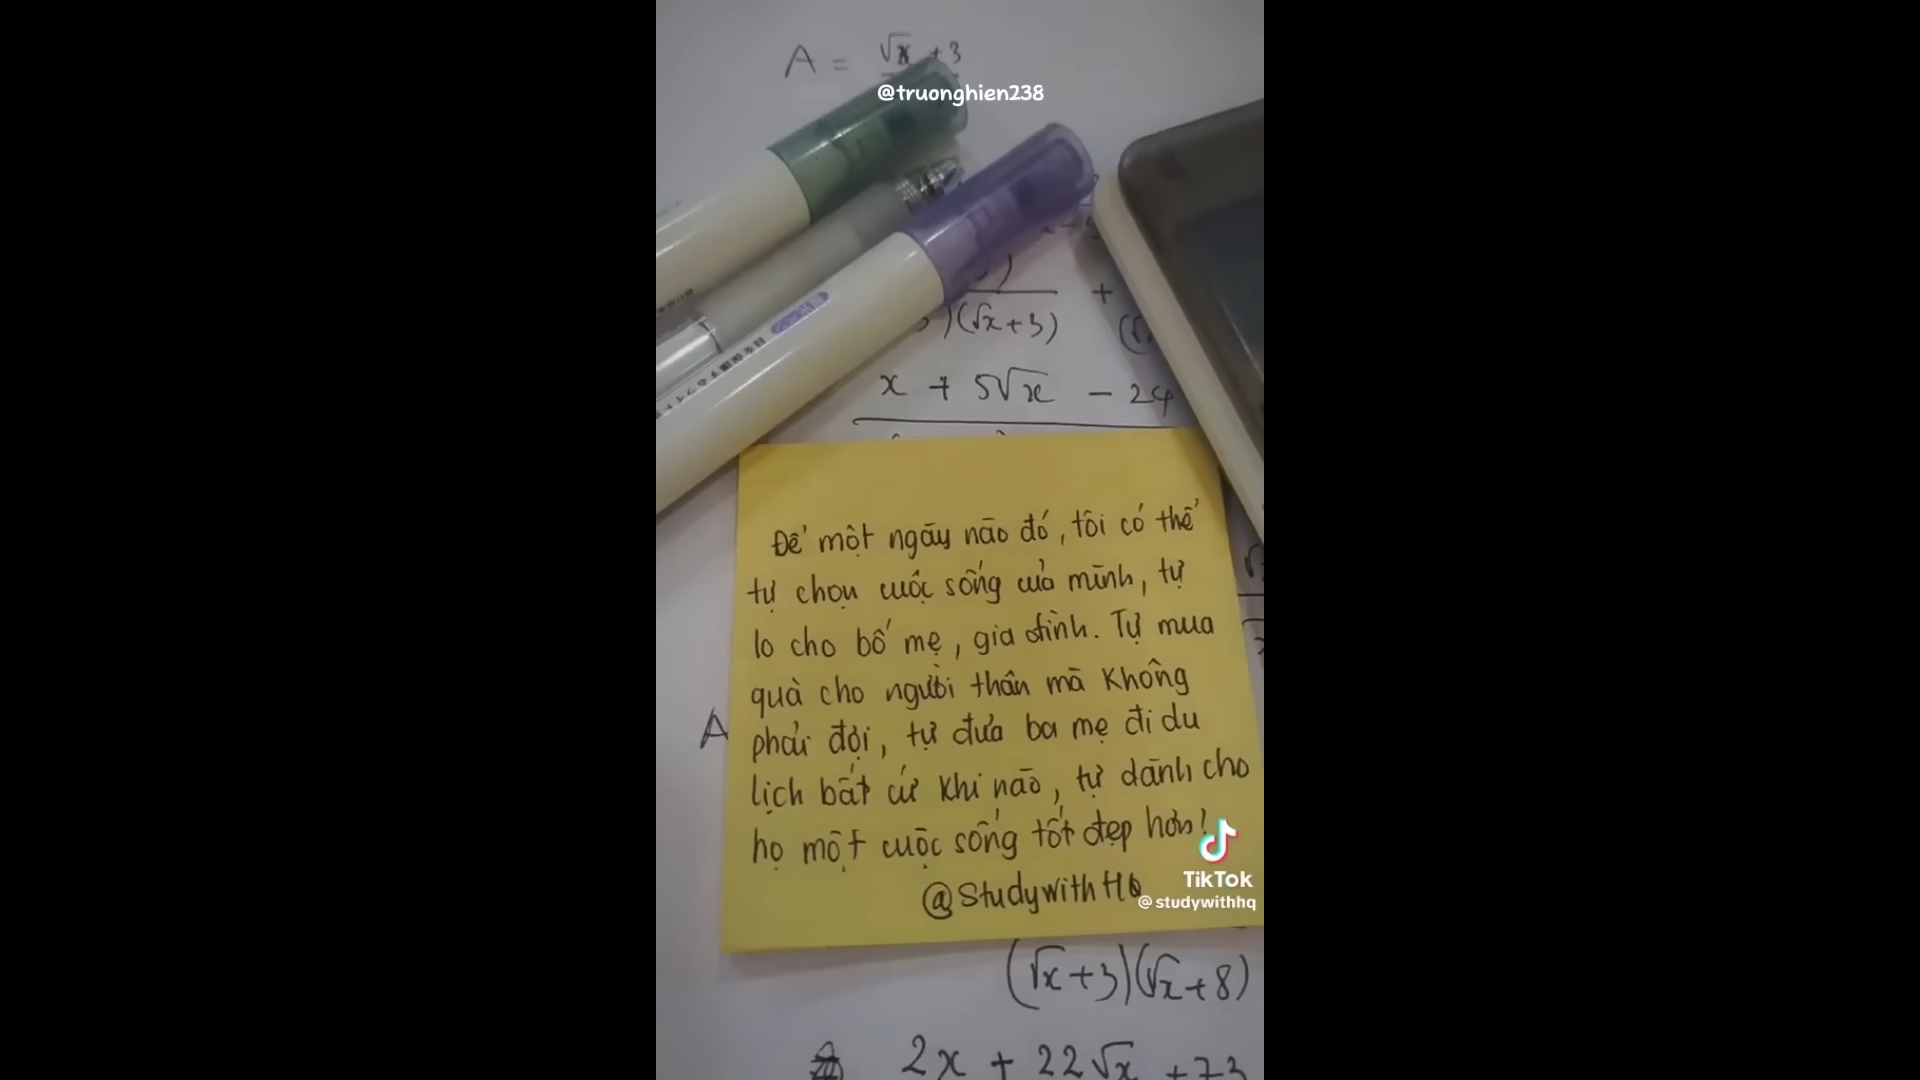 A = √x + 3
@truonghien238
)(√x+3)
+
x + 5√x - 24
Để một ngày nào đó, tôi có thể
tự chọn cuộc sống của mình, tự
lo cho bố mẹ, gia đình. Tự mua
quà cho người thân mà không
phải đợi, tự đưa ba mẹ đi du
lịch bất cứ khi nào, tự dành cho
họ một cuộc sống tốt đẹp hơn!
@StudywithHQ
TikTok
@studywithhq
A
(√x+3)(√x+8)
2x + 22√x + 73